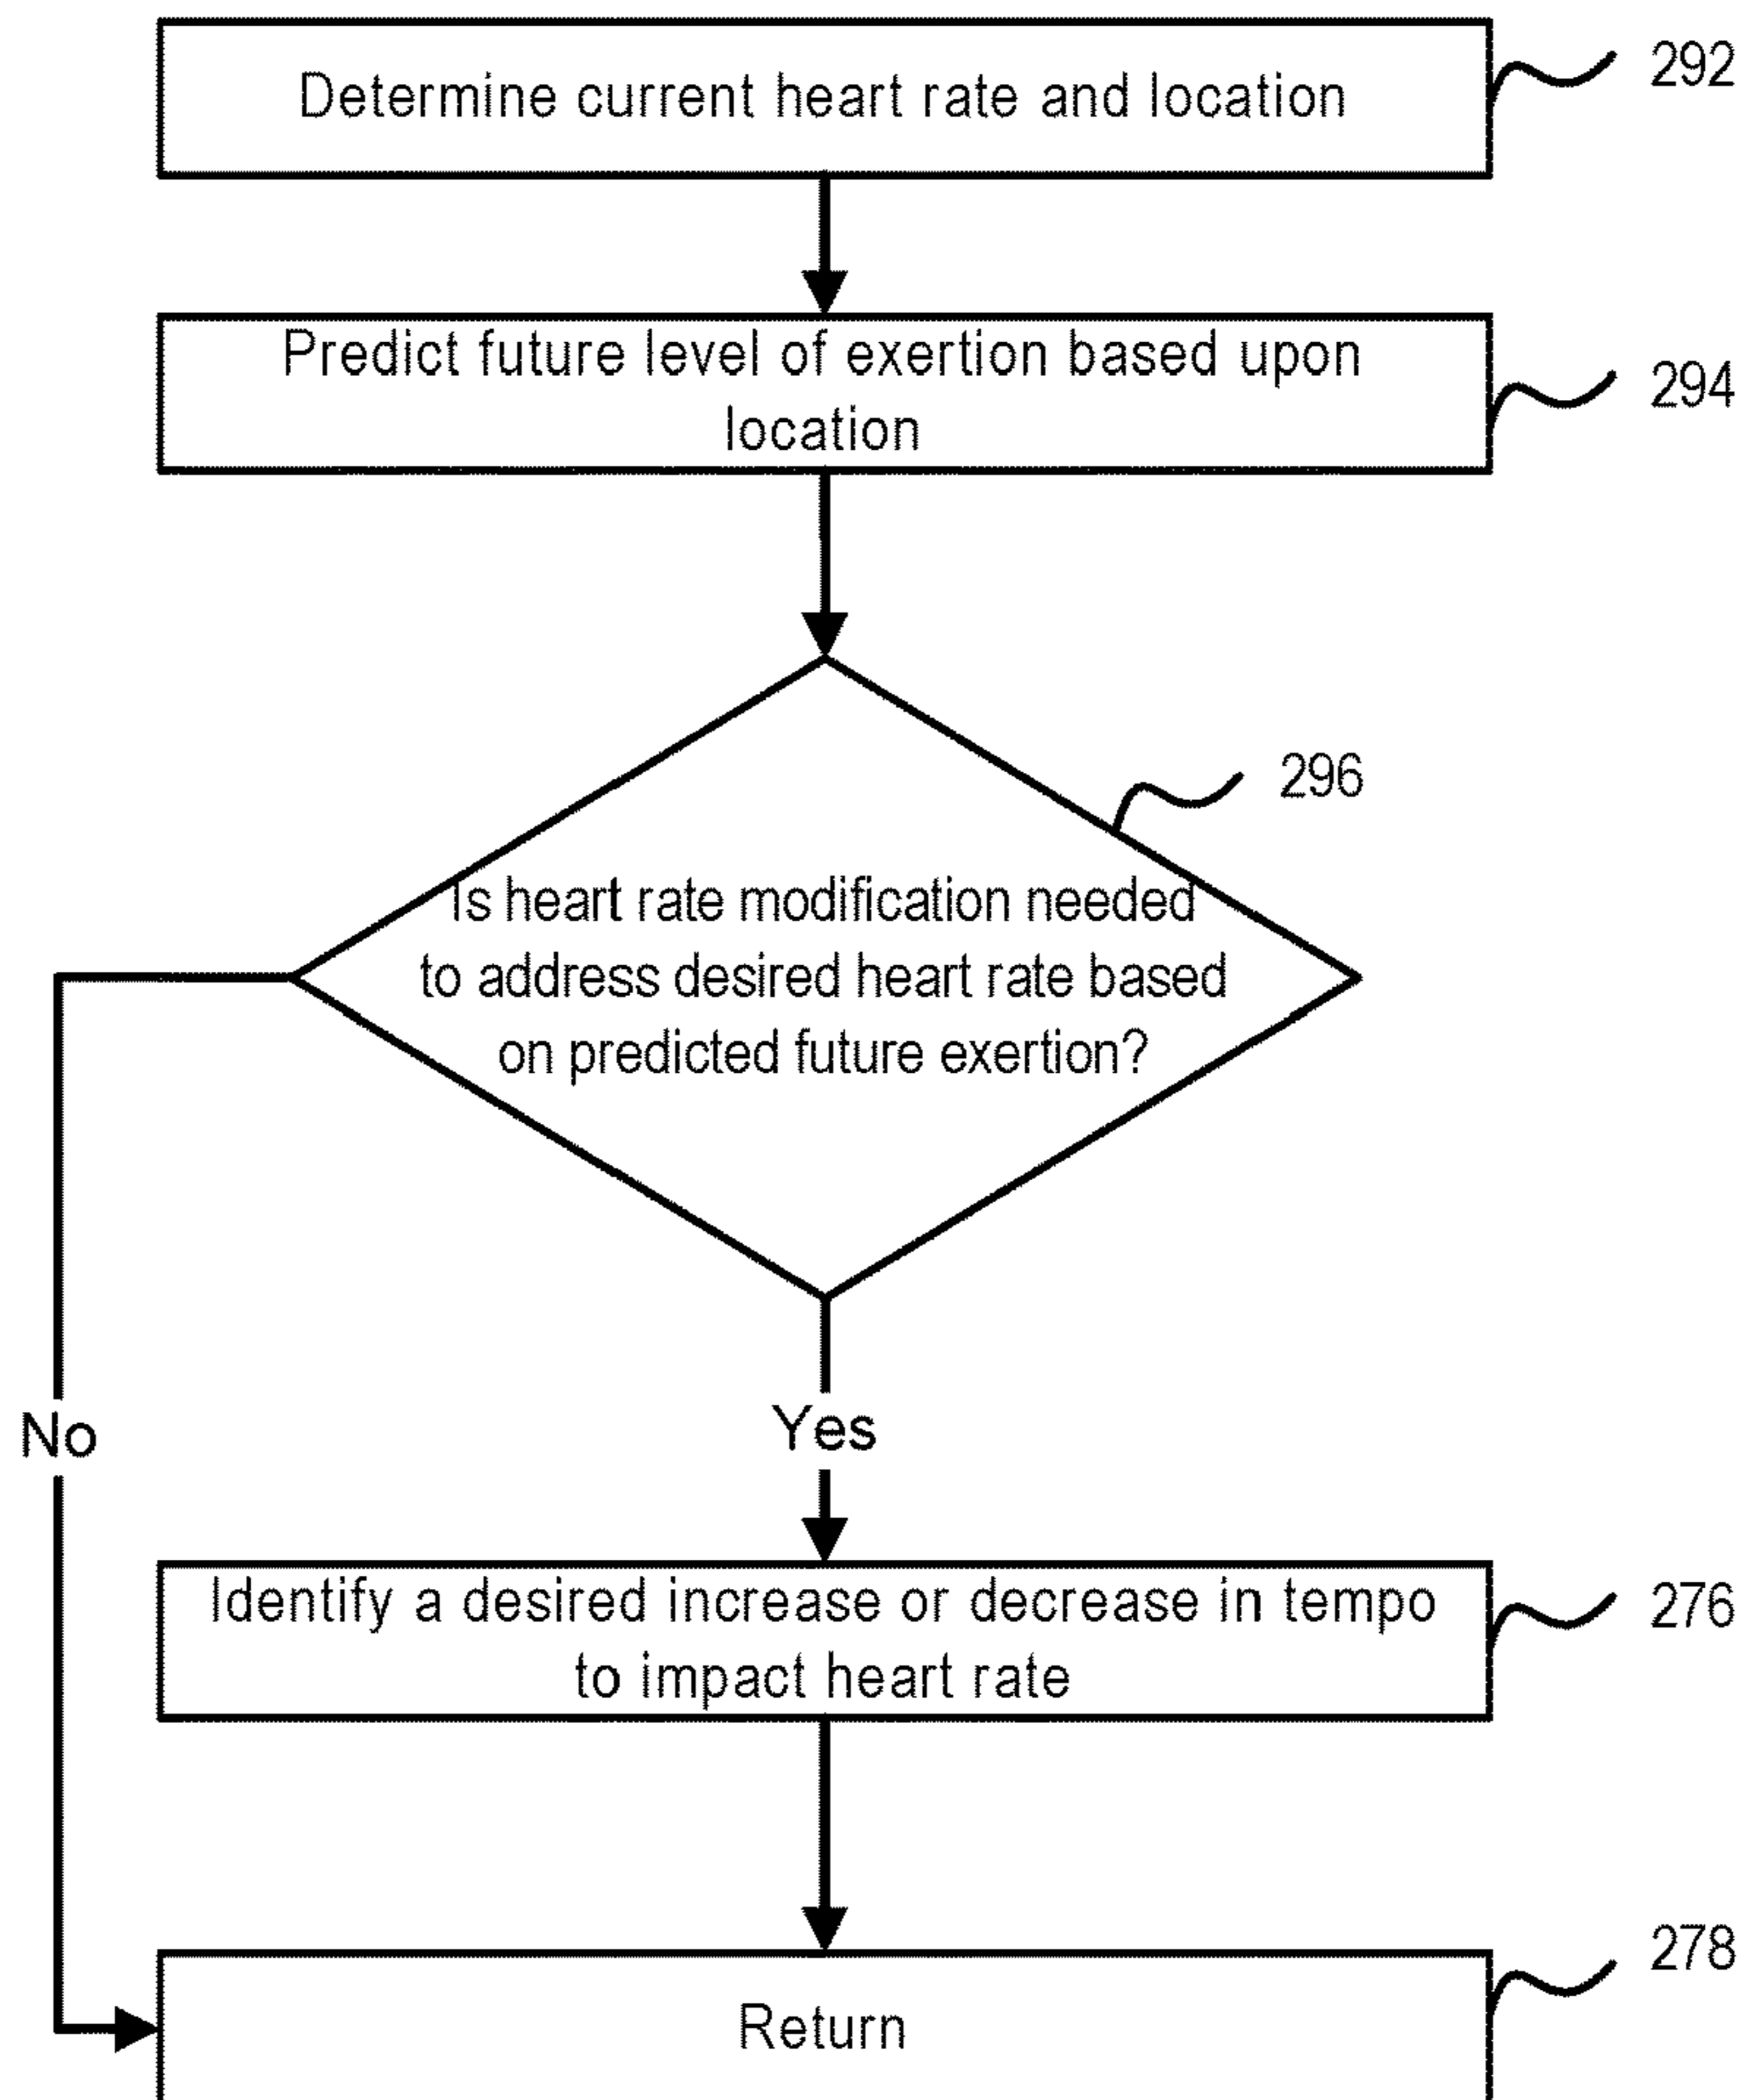 Determine current heart rate and location
292
Predict future level of exertion based upon
location
294
296
Is heart rate modification needed
to address desired heart rate based
on predicted future exertion?
No
Yes
Identify a desired increase or decrease in tempo
to impact heart rate
276
Return
278